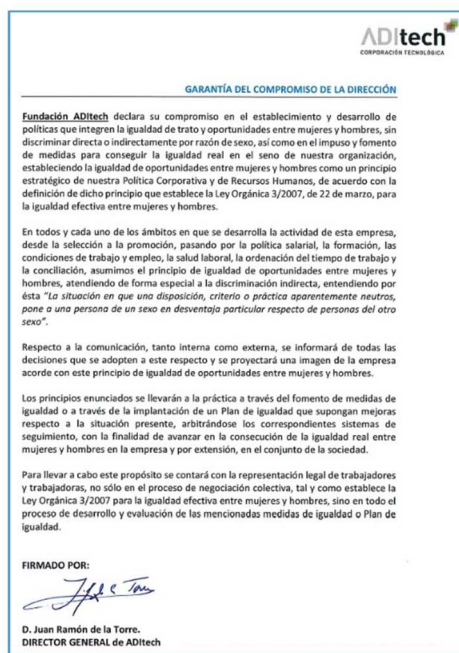 ADItech
CORPORACIÓN TECNOLÓGICA
GARANTÍA DEL COMPROMISO DE LA DIRECCIÓN
Fundación ADItech declara su compromiso en el establecimiento y desarrollo de
políticas que integren la igualdad de trato y oportunidades entre mujeres y hombres, sin
discriminar directa o indirectamente por razón de sexo, así como en el impuso y fomento
de medidas para conseguir la igualdad real en el seno de nuestra organización,
estableciendo la igualdad de oportunidades entre mujeres y hombres como un principio
estratégico de nuestra Política Corporativa y de Recursos Humanos, de acuerdo con la
definición de dicho principio que establece la Ley Orgánica 3/2007, de 22 de marzo, para
la igualdad efectiva entre mujeres y hombres.
En todos y cada uno de los ámbitos en que se desarrolla la actividad de esta empresa,
desde la selección a la promoción, pasando por la política salarial, la formación, las
condiciones de trabajo y empleo, la salud laboral, la ordenación del tiempo de trabajo y
la conciliación, asumimos el principio de igualdad de oportunidades entre mujeres y
hombres, atendiendo de forma especial a la discriminación indirecta, entendiendo por
ésta "La situación en que una disposición, criterio o práctica aparentemente neutros,
pone a una persona de un sexo en desventaja particular respecto de personas del otro
sexo".
Respecto a la comunicación, tanto interna como externa, se informará de todas las
decisiones que se adopten a este respecto y se proyectará una imagen de la empresa
acorde con este principio de igualdad de oportunidades entre mujeres y hombres.
Los principios enunciados se llevarán a la práctica a través del fomento de medidas de
igualdad o a través de la implantación de un Plan de igualdad que supongan mejoras
respecto a la situación presente, arbitrándose los correspondientes sistemas de
seguimiento, con la finalidad de avanzar en la consecución de la igualdad real entre
mujeres y hombres en la empresa y por extensión, en el conjunto de la sociedad.
Para llevar a cabo este propósito se contará con la representación legal de trabajadores
y trabajadoras, no sólo en el proceso de negociación colectiva, tal y como establece la
Ley Orgánica 3/2007 para la igualdad efectiva entre mujeres y hombres, sino en todo el
proceso de desarrollo y evaluación de las mencionadas medidas de igualdad o Plan de
igualdad.
FIRMADO POR:
D. Juan Ramón de la Torre.
DIRECTOR GENERAL de ADItech